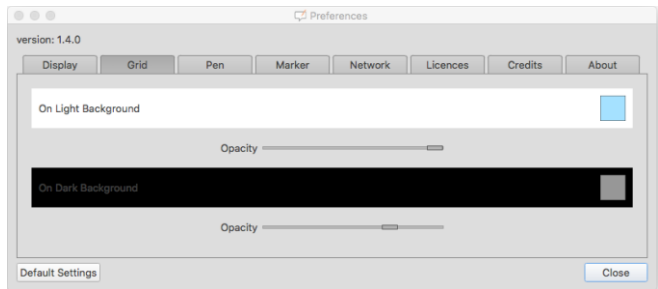 Preferences
version: 1.4.0
Display Grid Pen Marker Network Licences Credits About
On Light Background
Opacity
On Dark Background
Opacity
Default Settings Close